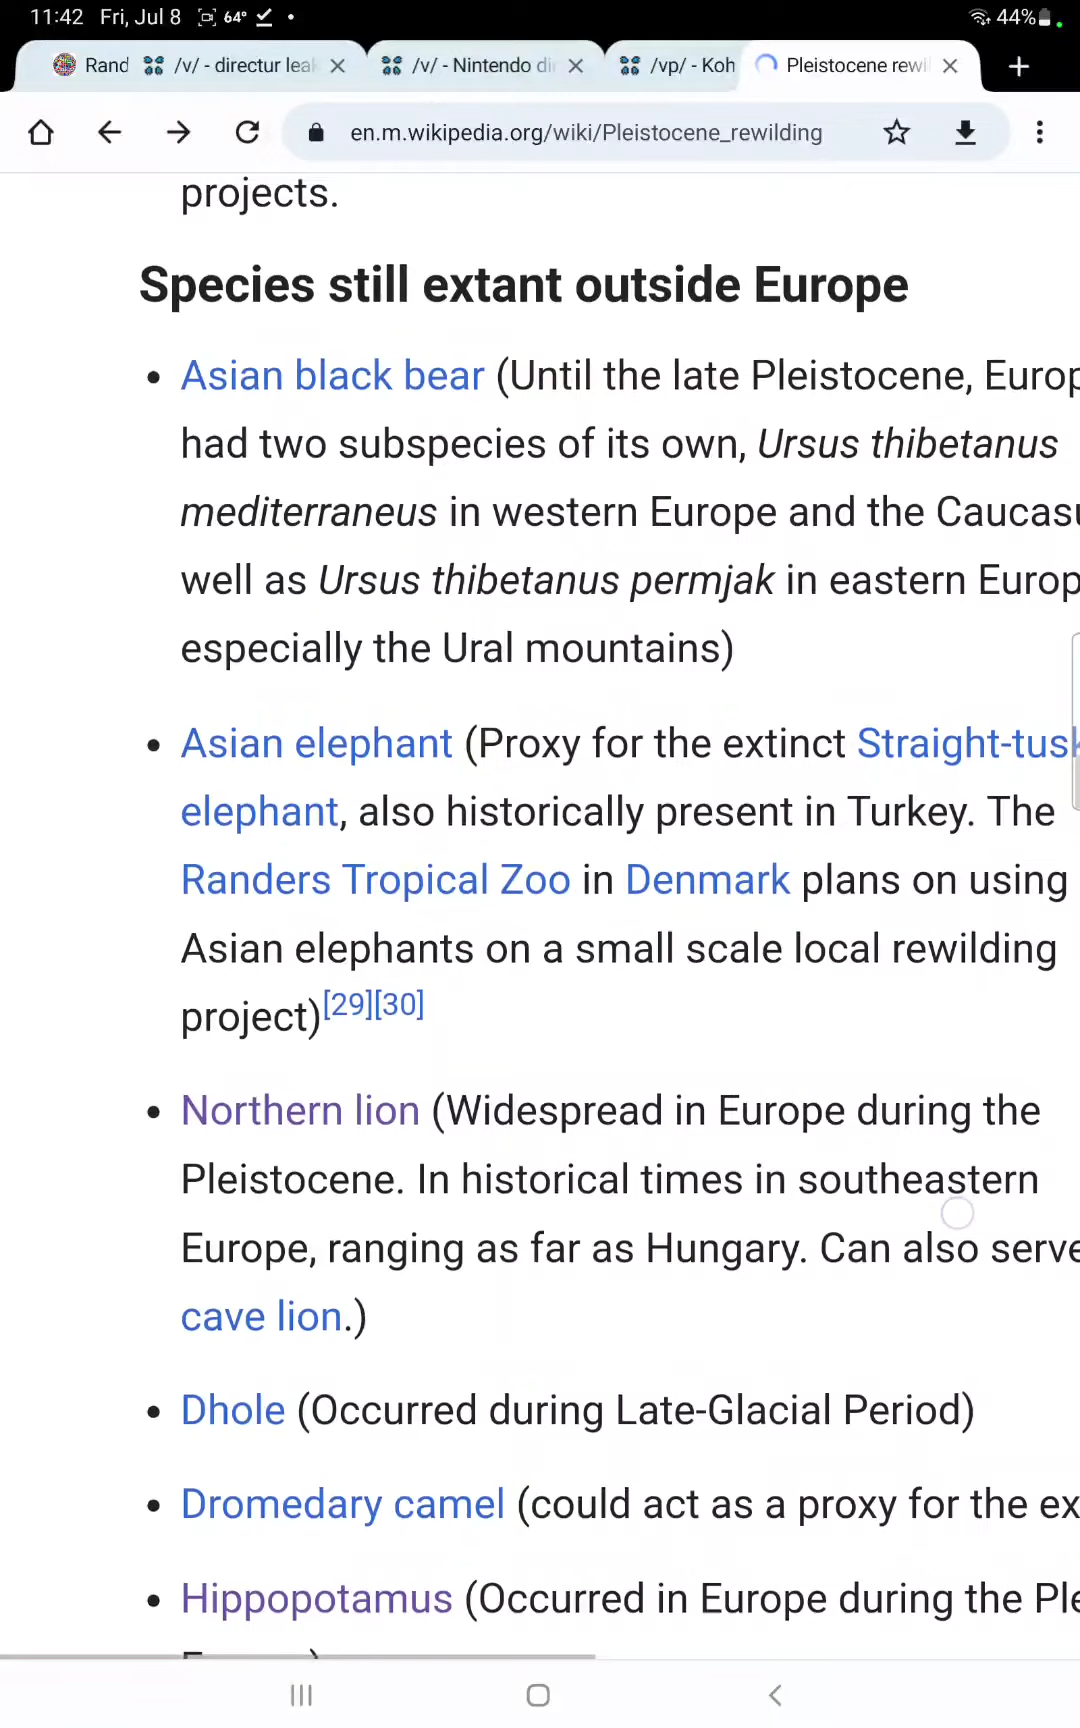 11:42 Fri, Jul 8 64° 44%
Rand /v/ - directur leak /v/ - Nintendo di /vp/ - Koh Pleistocene rewil
en.m.wikipedia.org/wiki/Pleistocene_rewilding
projects.
Species still extant outside Europe
• Asian black bear (Until the late Pleistocene, Europ
had two subspecies of its own, Ursus thibetanus
mediterraneus in western Europe and the Caucasu
well as Ursus thibetanus permjak in eastern Europ
especially the Ural mountains)
• Asian elephant (Proxy for the extinct Straight-tusk
elephant, also historically present in Turkey. The
Randers Tropical Zoo in Denmark plans on using
Asian elephants on a small scale local rewilding
project)[29][30]
• Northern lion (Widespread in Europe during the
Pleistocene. In historical times in southeastern
Europe, ranging as far as Hungary. Can also serve
cave lion.)
• Dhole (Occurred during Late-Glacial Period)
• Dromedary camel (could act as a proxy for the ex
• Hippopotamus (Occurred in Europe during the Ple